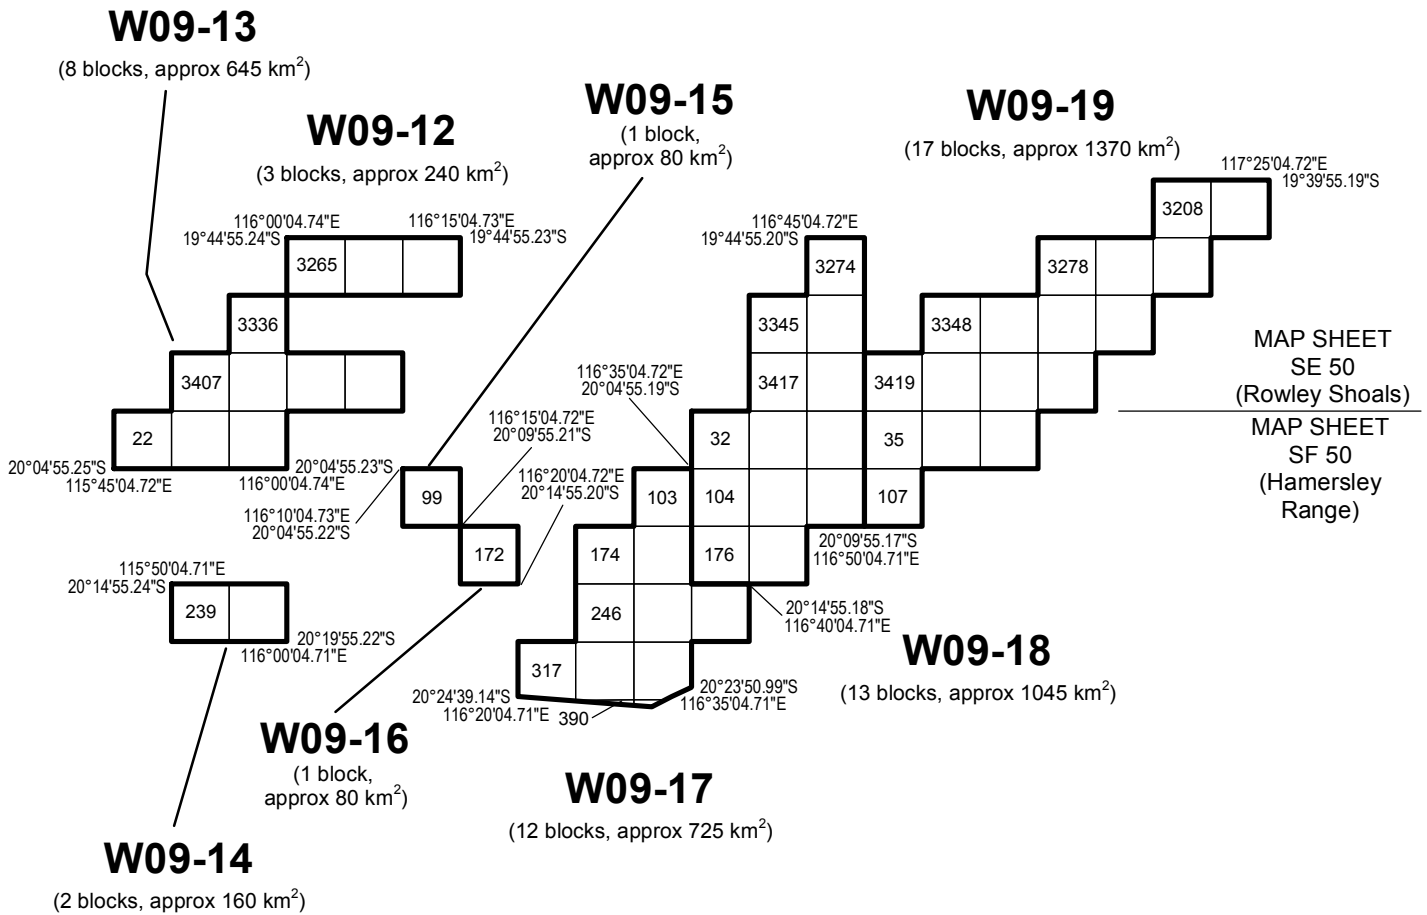 W09-13
(8 blocks, approx 645 km²)
W09-12
(3 blocks, approx 240 km²)
W09-15
(1 block,
approx 80 km²)
W09-19
(17 blocks, approx 1370 km²)
117°25'04.72"E
19°39'55.19"S
3208
116°00'04.74"E
19°44'55.24"S
116°15'04.73"E
19°44'55.23"S
3265
116°45'04.72"E
19°44'55.20"S
3274
3278
3336
3345
3348
MAP SHEET
SE 50
(Rowley Shoals)
3407
116°35'04.72"E
20°04'55.19"S
3417
3419
22
20°04'55.25"S
115°45'04.72"E
20°04'55.23"S
116°00'04.74"E
116°15'04.72"E
20°09'55.21"S
32
35
MAP SHEET
SF 50
(Hamersley
Range)
116°20'04.72"E
20°14'55.20"S
116°10'04.73"E
20°04'55.22"S
99
103
104
107
172
174
176
20°09'55.17"S
116°50'04.71"E
115°50'04.71"E
20°14'55.24"S
239
20°19'55.22"S
116°00'04.71"E
246
20°14'55.18"S
116°40'04.71"E
W09-18
(13 blocks, approx 1045 km²)
317
20°24'39.14"S
116°20'04.71"E
390
20°23'50.99"S
116°35'04.71"E
W09-16
(1 block,
approx 80 km²)
W09-17
(12 blocks, approx 725 km²)
W09-14
(2 blocks, approx 160 km²)